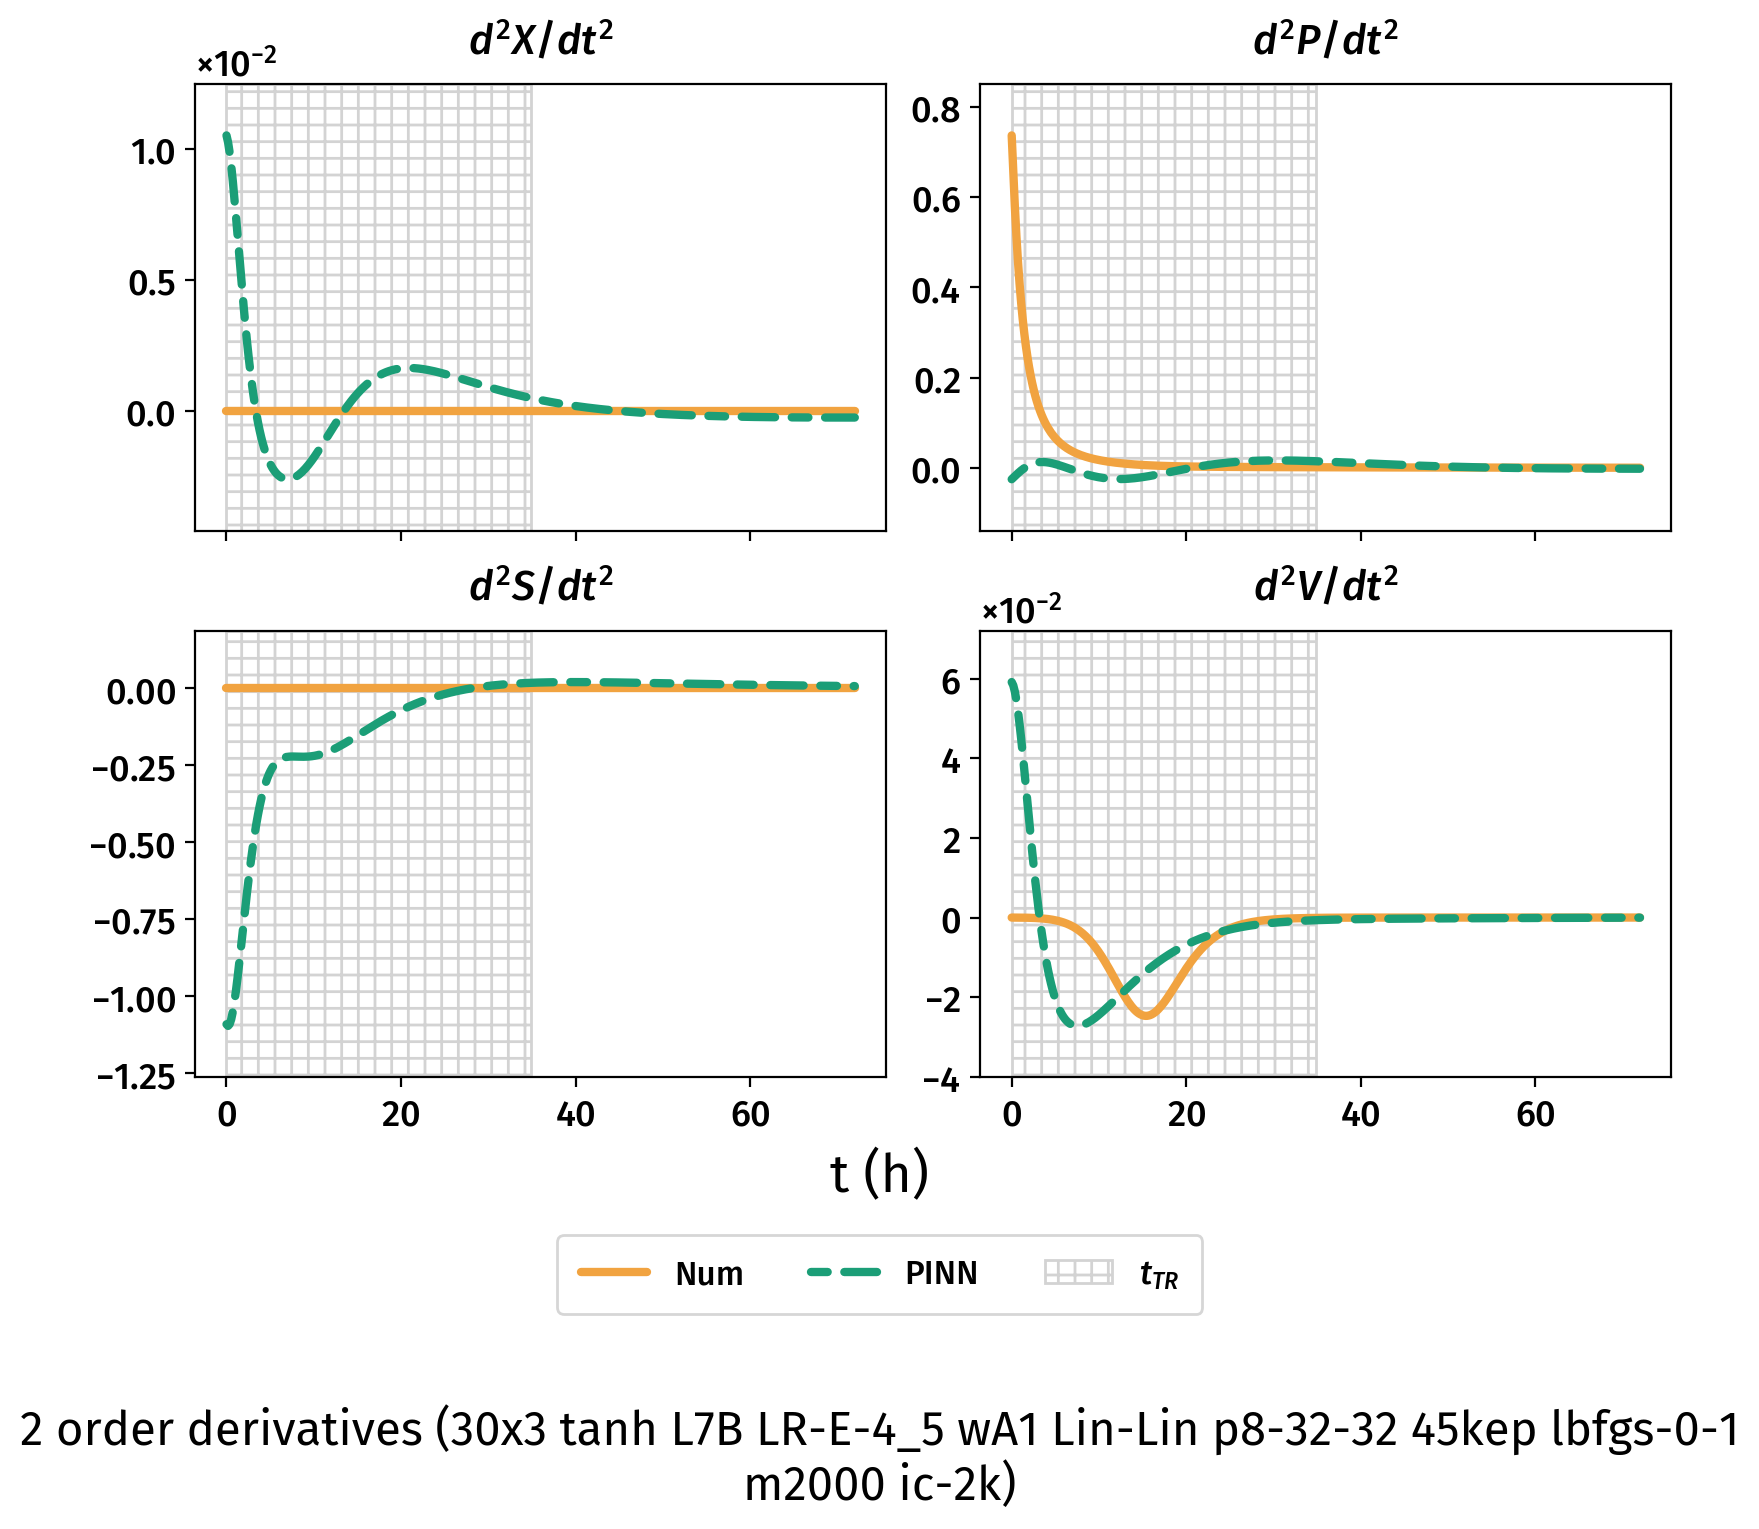 d²X/dt²
×10⁻²
1.0
0.5
0.0
d²P/dt²
0.8
0.6
0.4
0.2
0.0
d²S/dt²
0.00
−0.25
−0.50
−0.75
−1.00
−1.25
0 20 40 60
d²V/dt²
×10⁻²
6
4
2
0
−2
−4
0 20 40 60
t (h)
Num PINN t_TR
2 order derivatives (30x3 tanh L7B LR-E-4_5 wA1 Lin-Lin p8-32-32 45kep lbfgs-0-1
m2000 ic-2k)